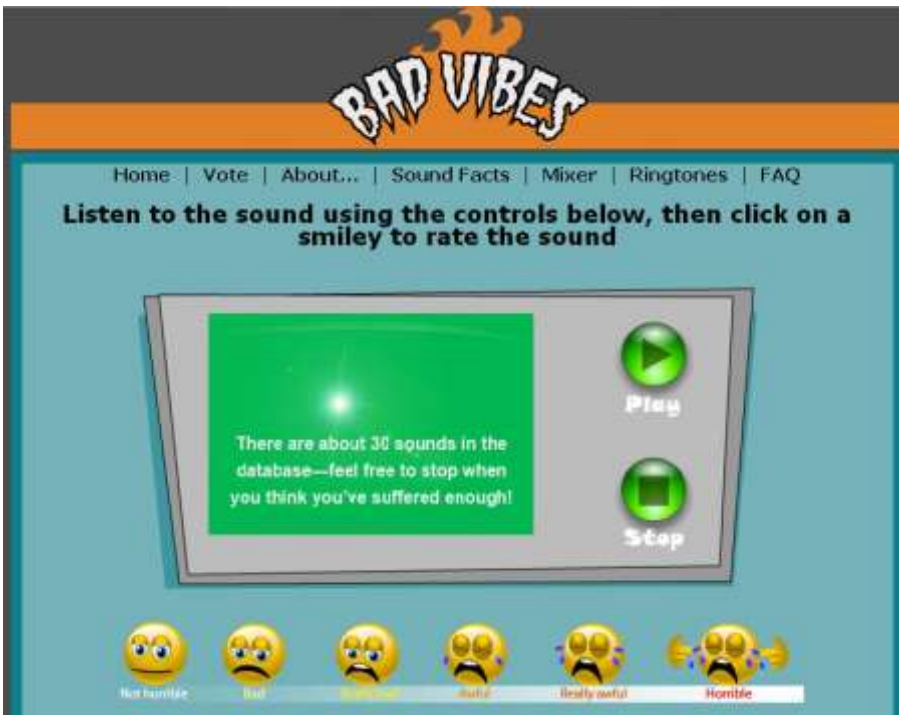 BAD VIBES
Home | Vote | About... | Sound Facts | Mixer | Ringtones | FAQ
Listen to the sound using the controls below, then click on a
smiley to rate the sound
There are about 30 sounds in the
database—feel free to stop when
you think you've suffered enough!
Play
Stop
Not horrible Bad Really bad Awful Really awful Horrible